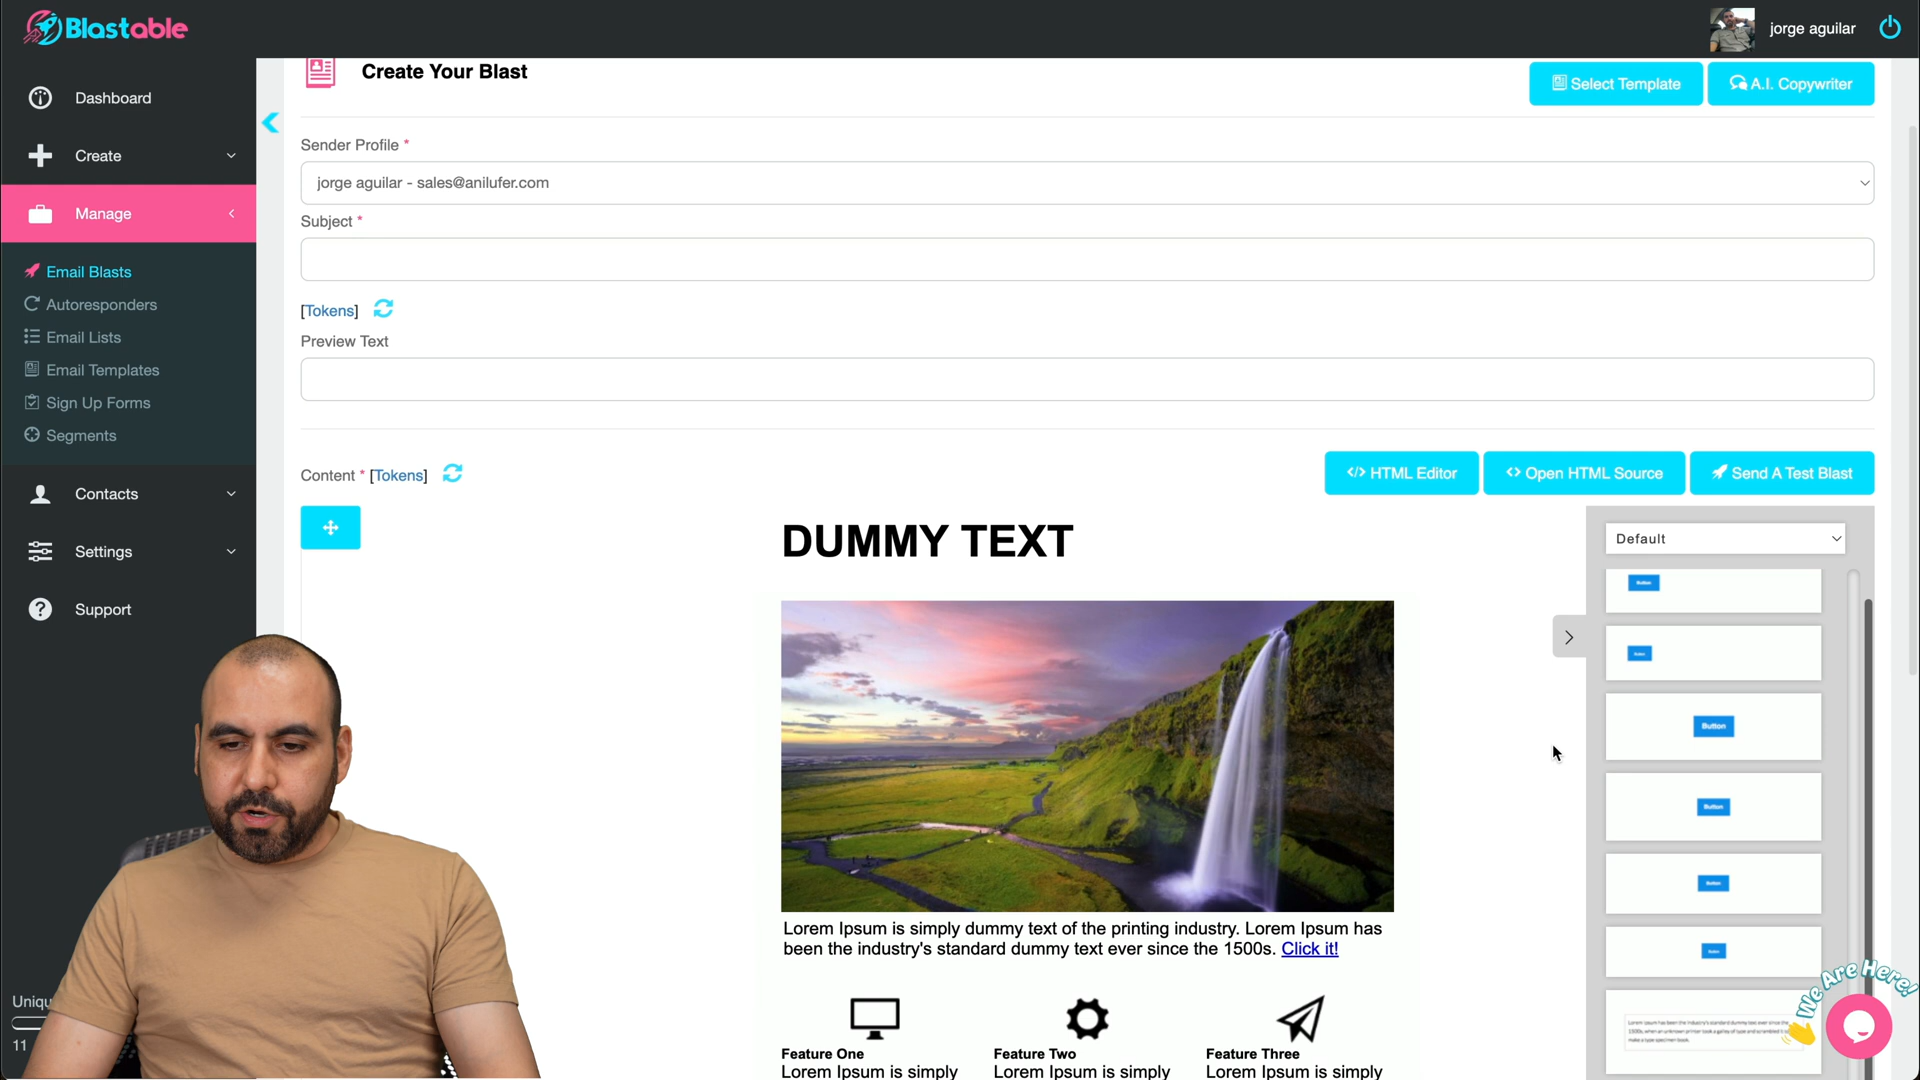 Blastable
jorge aguilar
Dashboard
Create
Manage
Email Blasts
Autoresponders
Email Lists
Email Templates
Sign Up Forms
Segments
Contacts
Settings
Support
Uniqu
11
Create Your Blast
Select Template
A.I. Copywriter
Sender Profile *
jorge aguilar - sales@anilufer.com
Subject *
[Tokens]
Preview Text
Content * [Tokens]
</> HTML Editor
<> Open HTML Source
Send A Test Blast
DUMMY TEXT
Lorem Ipsum is simply dummy text of the printing industry. Lorem Ipsum has
been the industry's standard dummy text ever since the 1500s. Click it!
Feature One
Lorem Ipsum is simply
Feature Two
Lorem Ipsum is simply
Feature Three
Lorem Ipsum is simply
Default
Button
Button
Button
Button
Button
We Are Here!